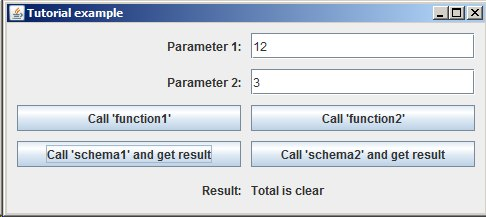 Tutorial example
Parameter 1: 12
Parameter 2: 3
Call 'function1' Call 'function2'
Call 'schema1' and get result Call 'schema2' and get result
Result: Total is clear